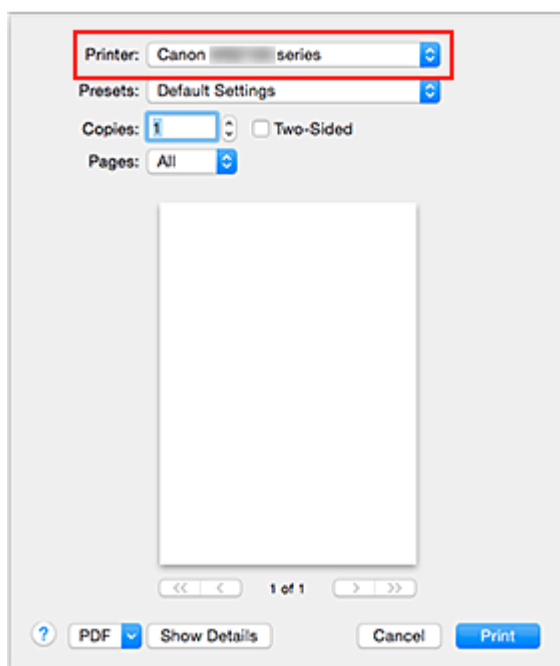 Printer: Canon series
Presets: Default Settings
Copies: 1 Two-Sided
Pages: All
<< < 1 of 1 > >>
? PDF Show Details Cancel Print